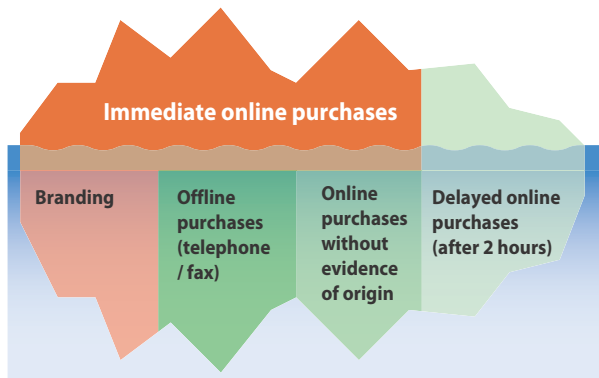 Immediate online purchases
Branding
Offline
purchases
(telephone
/ fax)
Online
purchases
without
evidence
of origin
Delayed online
purchases
(after 2 hours)